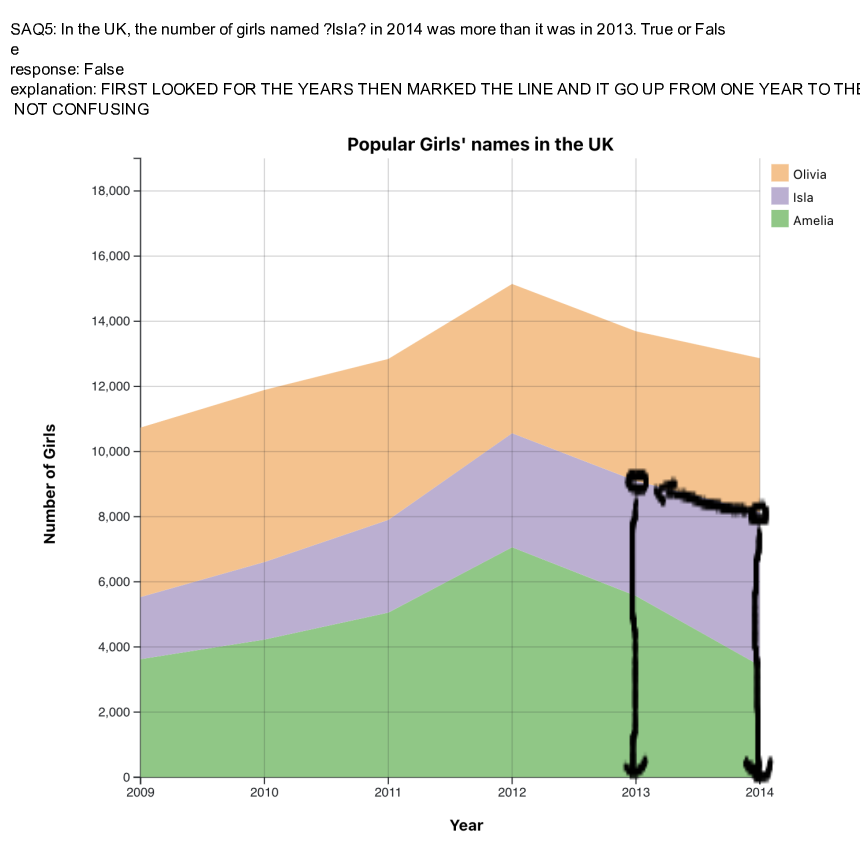 SAQ5: In the UK, the number of girls named ?Isla? in 2014 was more than it was in 2013. True or Fals
e
response: False
explanation: FIRST LOOKED FOR THE YEARS THEN MARKED THE LINE AND IT GO UP FROM ONE YEAR TO THE
NOT CONFUSING
Popular Girls' names in the UK
Olivia
Isla
Amelia
18,000
16,000
14,000
12,000
10,000
8,000
6,000
4,000
2,000
0
Number of Girls
2009 2010 2011 2012 2013 2014
Year